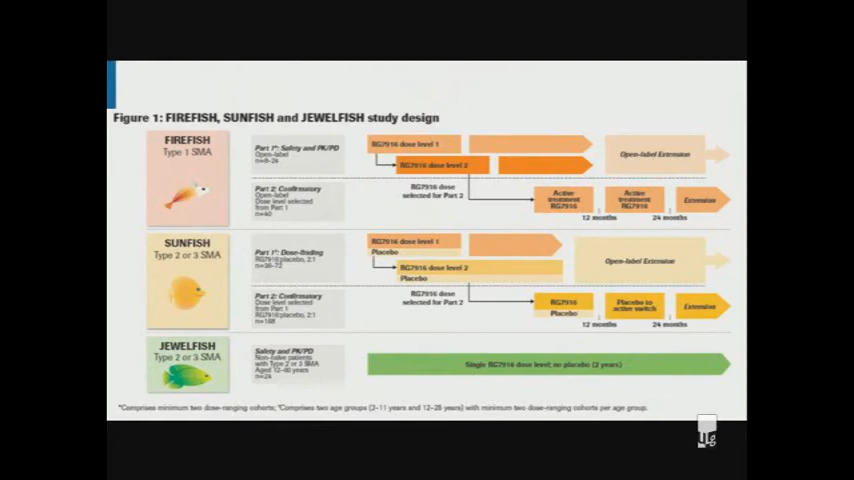 Figure 1: FIREFISH, SUNFISH and JEWELFISH study design
FIREFISH
Type 1 SMA
Part 1*: Safety and PK/PD
Open-label
n=8–24
RG7916 dose level 1
RG7916 dose level 2
Open-label Extension
Part 2: Confirmatory
Open-label
Dose level selected
from Part 1
n=40
RG7916 dose
selected for Part 2
Active
treatment
RG7916
Active
treatment
RG7916
Extension
12 months
24 months
SUNFISH
Type 2 or 3 SMA
Part 1†: Dose-finding
RG7916:placebo, 2:1
n=36–72
RG7916 dose level 1
Placebo
RG7916 dose level 2
Placebo
Open-label Extension
Part 2: Confirmatory
Dose level selected
from Part 1
RG7916:placebo, 2:1
n=168
RG7916 dose
selected for Part 2
RG7916
Placebo
Placebo to
active switch
Extension
12 months
24 months
JEWELFISH
Type 2 or 3 SMA
Safety and PK/PD
Non-naïve patients
with Type 2 or 3 SMA
Aged 12–60 years
n=24
Single RG7916 dose level; no placebo (2 years)
*Comprises minimum two dose-ranging cohorts; †Comprises two age groups (2–11 years and 12–25 years) with minimum two dose-ranging cohorts per age group.